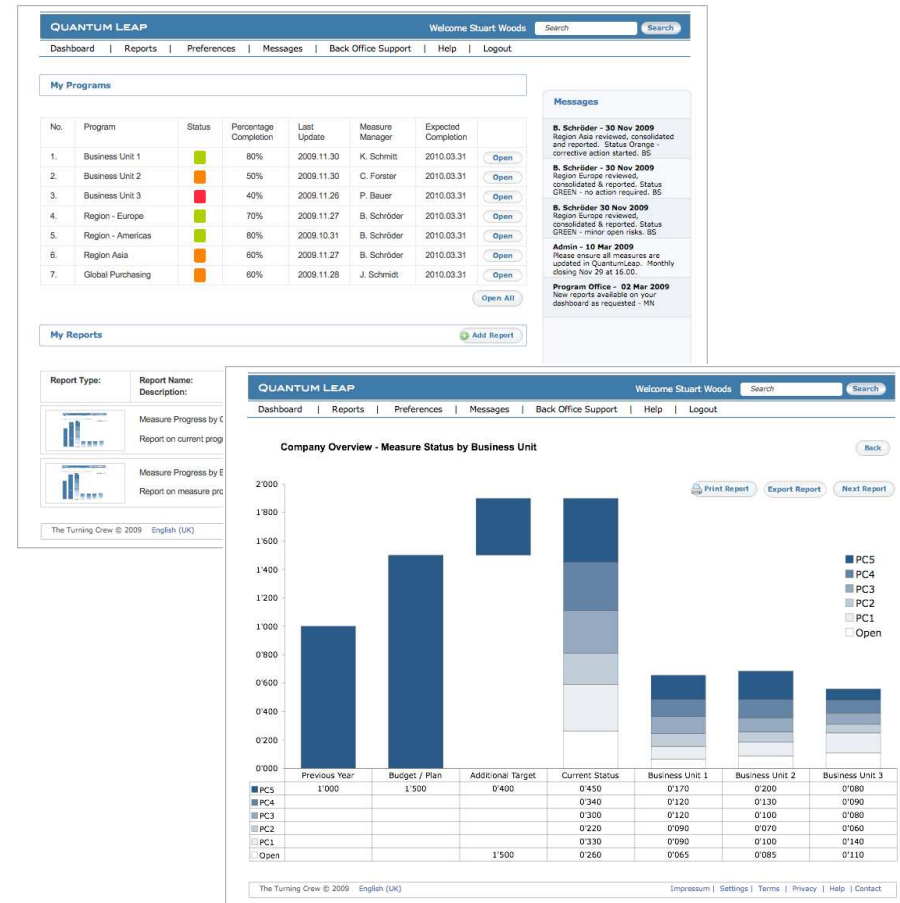 QUANTUM LEAP Welcome Stuart Woods Search Search
Dashboard | Reports | Preferences | Messages | Back Office Support | Help | Logout
My Programs
No. Program Status Percentage Completion Last Update Measure Manager Expected Completion
1. Business Unit 1 80% 2009.11.30 K. Schmitt 2010.03.31 Open
2. Business Unit 2 50% 2009.11.30 C. Forster 2010.03.31 Open
3. Business Unit 3 40% 2009.11.26 P. Bauer 2010.03.31 Open
4. Region - Europe 70% 2009.11.27 B. Schröder 2010.03.31 Open
5. Region - Americas 80% 2009.10.31 B. Schröder 2010.03.31 Open
6. Region Asia 60% 2009.11.27 B. Schröder 2010.03.31 Open
7. Global Purchasing 60% 2009.11.28 J. Schmidt 2010.03.31 Open
Open All
Messages
B. Schröder - 30 Nov 2009
Region Asia reviewed, consolidated
and reported. Status Orange -
corrective action started. BS
B. Schröder - 30 Nov 2009
Region Europe reviewed,
consolidated & reported. Status
GREEN - no action required. BS
B. Schröder 30 Nov 2009
Region Europe reviewed,
consolidated & reported. Status
GREEN - minor open risks. BS
Admin - 10 Mar 2009
Please ensure all measures are
updated in QuantumLeap. Monthly
closing Nov 29 at 16.00.
Program Office - 02 Mar 2009
New reports available on your
dashboard as requested - MN
My Reports Add Report
Report Type: Report Name:
Description:
Measure Progress by
Report on current
Measure Progress by
Report on measure
The Turning Crew © 2009 English (UK)
QUANTUM LEAP Welcome Stuart Woods Search Search
Dashboard | Reports | Preferences | Messages | Back Office Support | Help | Logout
Company Overview - Measure Status by Business Unit Back
Print Report Export Report Next Report
2'000
1'800
1'600
1'400
1'200
1'000
0'800
0'600
0'400
0'200
0'000
PC5
PC4
PC3
PC2
PC1
Open
Previous Year Budget / Plan Additional Target Current Status Business Unit 1 Business Unit 2 Business Unit 3
PC5 1'000 1'500 0'400 0'450 0'170 0'200 0'080
PC4 0'340 0'120 0'130 0'090
PC3 0'300 0'120 0'100 0'080
PC2 0'220 0'090 0'070 0'060
PC1 0'330 0'090 0'100 0'140
Open 1'500 0'260 0'065 0'085 0'110
The Turning Crew © 2009 English (UK) Impressum | Settings | Terms | Privacy | Help | Contact